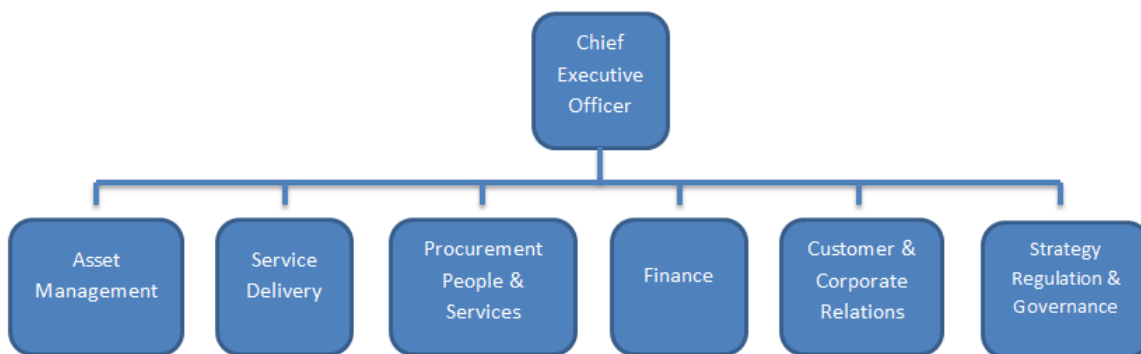 Chief
Executive
Officer
Asset
Management
Service
Delivery
Procurement
People &
Services
Finance
Customer &
Corporate
Relations
Strategy
Regulation &
Governance